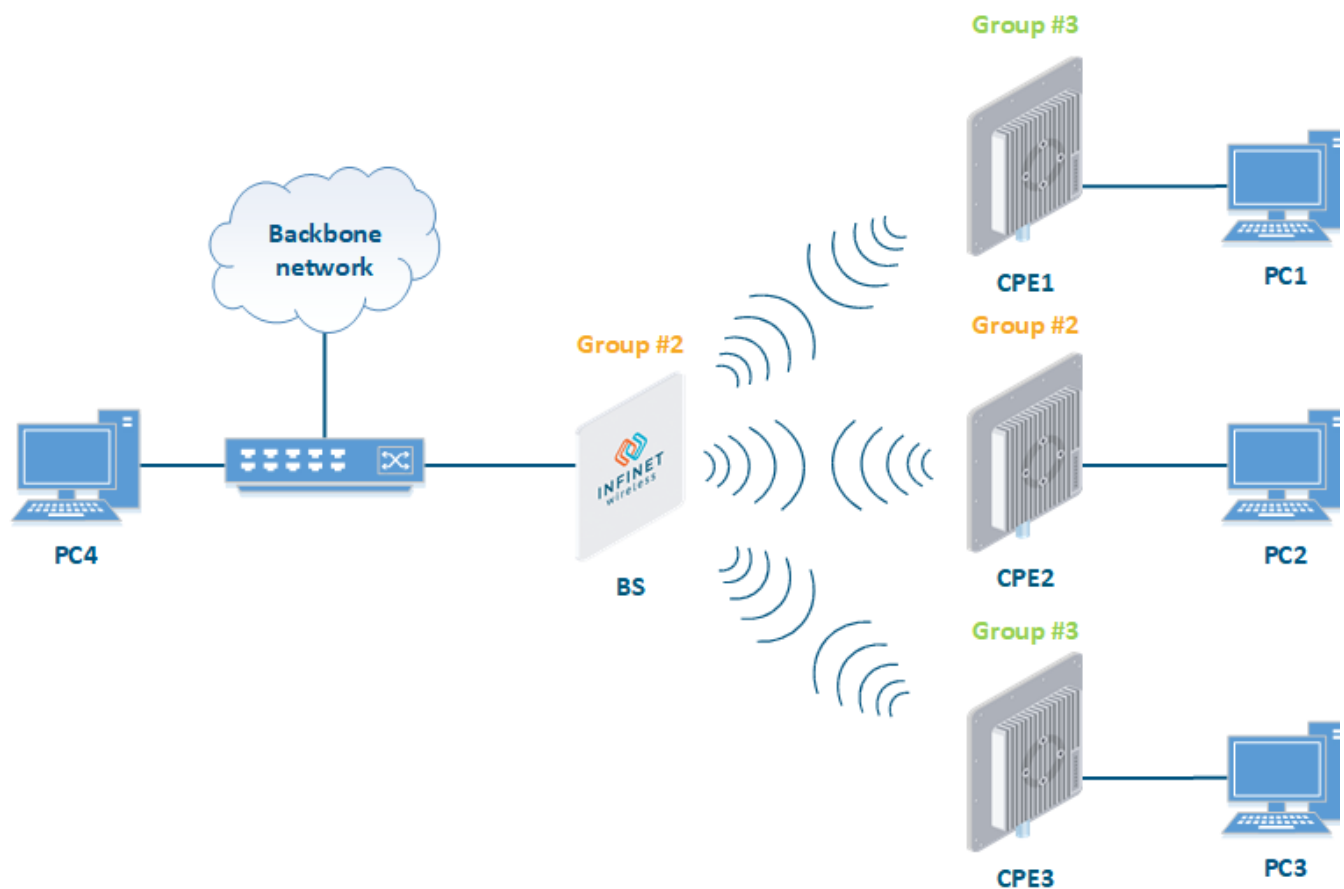 Group #3
Backbone
network
CPE1
PC1
Group #2
Group #2
INFINET
wireless
PC4
BS
CPE2
PC2
Group #3
CPE3
PC3